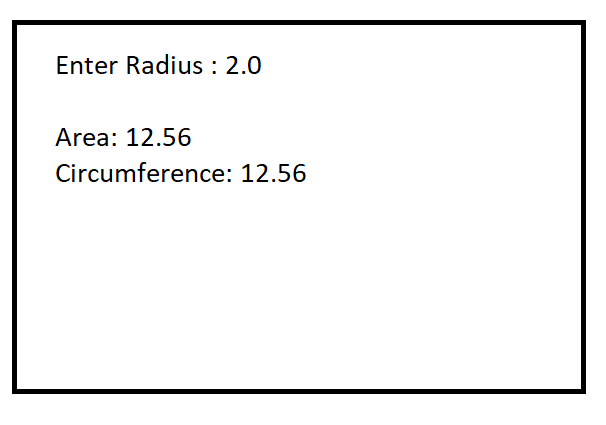 Enter Radius : 2.0
Area: 12.56
Circumference: 12.56